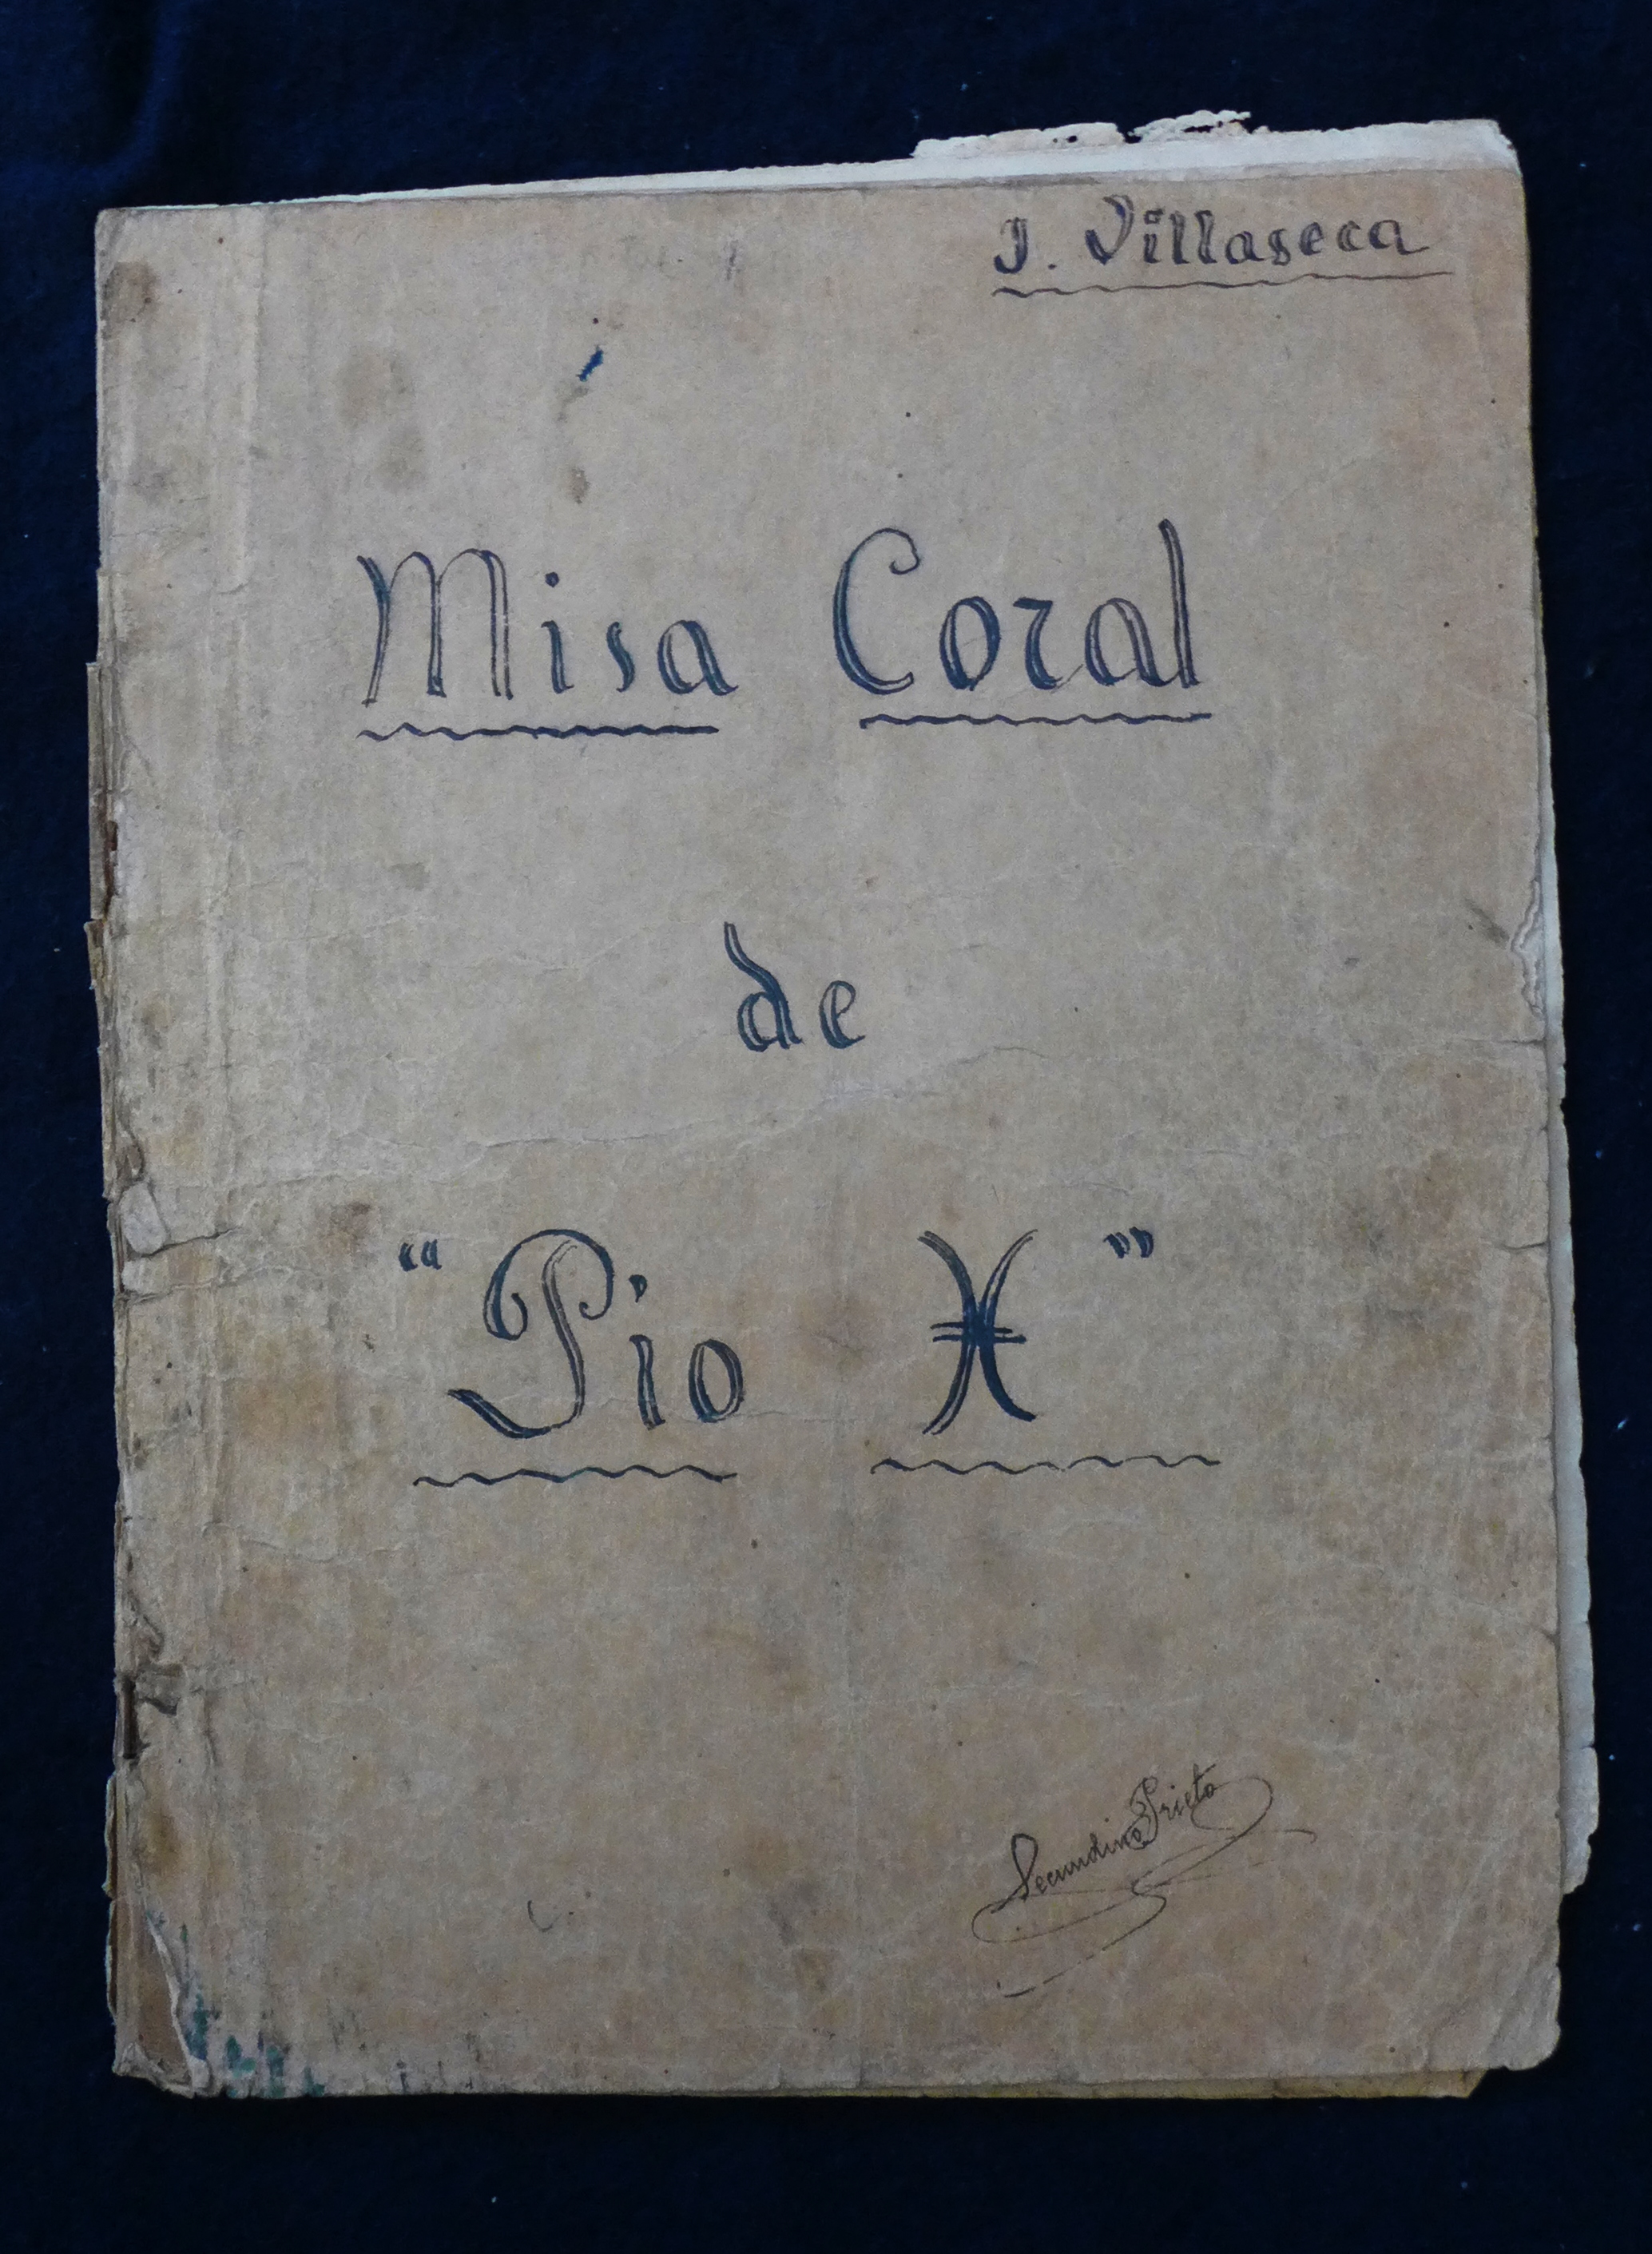 J. Villaseca
Misa Coral
de
“Pio X”
Secundino Prieto